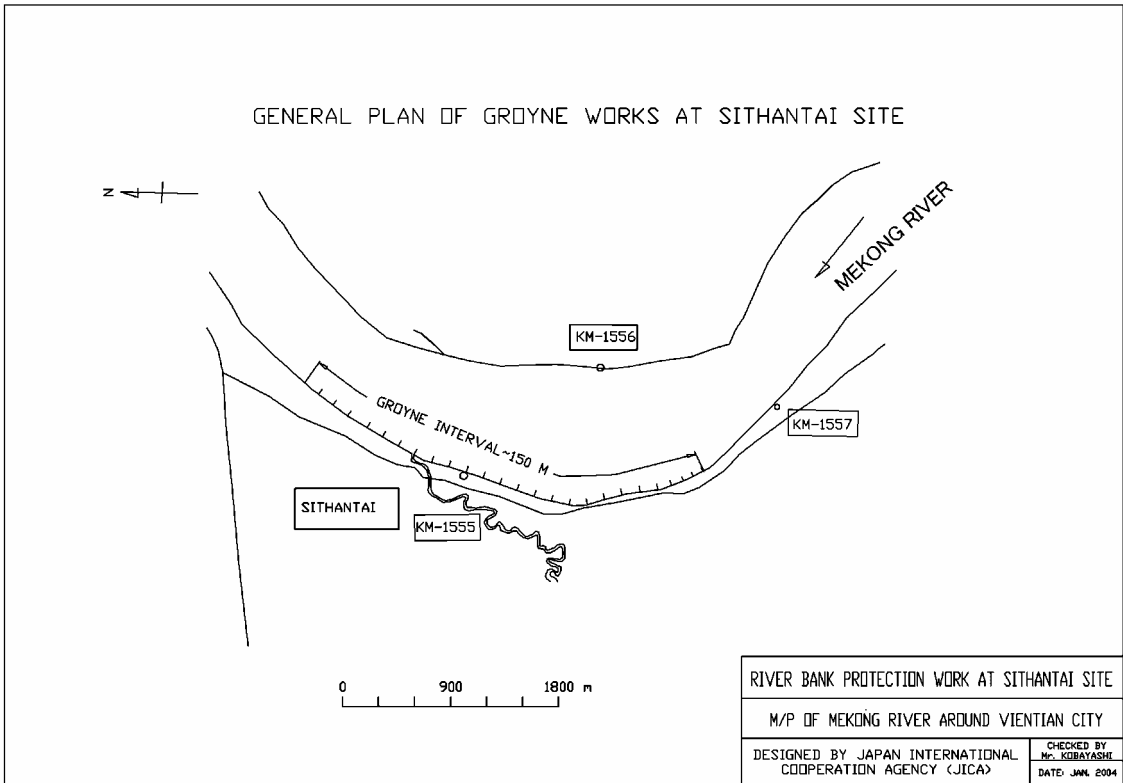 GENERAL PLAN OF GROYNE WORKS AT SITHANTAI SITE
N
MEKONG RIVER
KM-1556
GROYNE INTERVAL~150 M
KM-1557
SITHANTAI
KM-1555
0 900 1800 m
RIVER BANK PROTECTION WORK AT SITHANTAI SITE
M/P OF MEKONG RIVER AROUND VIENTIAN CITY
DESIGNED BY JAPAN INTERNATIONAL
COOPERATION AGENCY (JICA)
CHECKED BY
Mr. KOBAYASHI
DATE: JAN. 2004